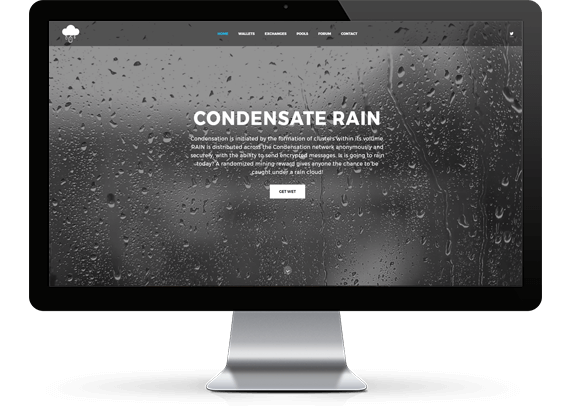 HOME WALLETS EXCHANGES POOLS FORUM CONTACT
CONDENSATE RAIN
Condensation is initiated by the formation of clusters within its volume.
RAIN is distributed across the Condensation network anonymously and
securely, with the ability to send encrypted messages. Is is going to rain
today? A randomized mining reward gives anyone the chance to be
caught under a rain cloud!
GET WET